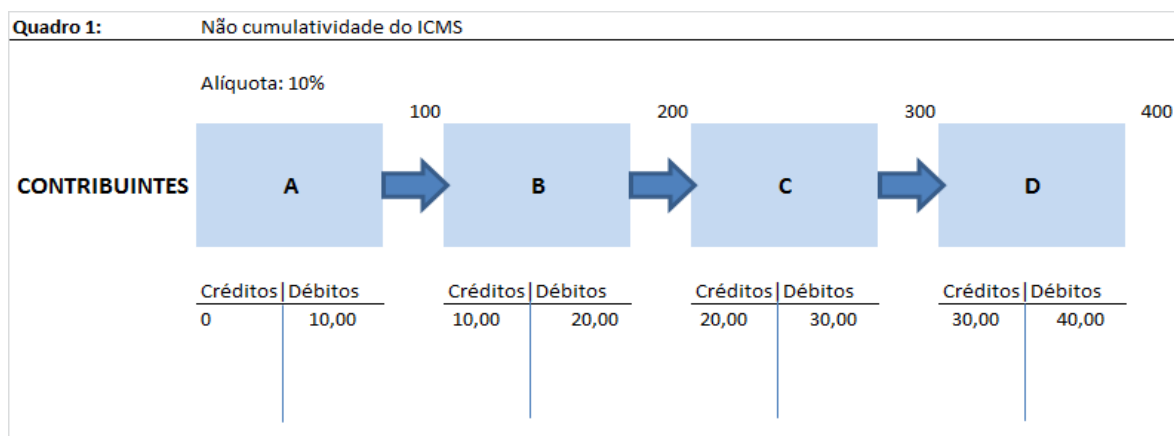 Quadro 1: Não cumulatividade do ICMS
Alíquota: 10%
100 200 300 400
CONTRIBUINTES A B C D
Créditos|Débitos Créditos|Débitos Créditos|Débitos Créditos|Débitos
0 10,00 10,00 20,00 20,00 30,00 30,00 40,00